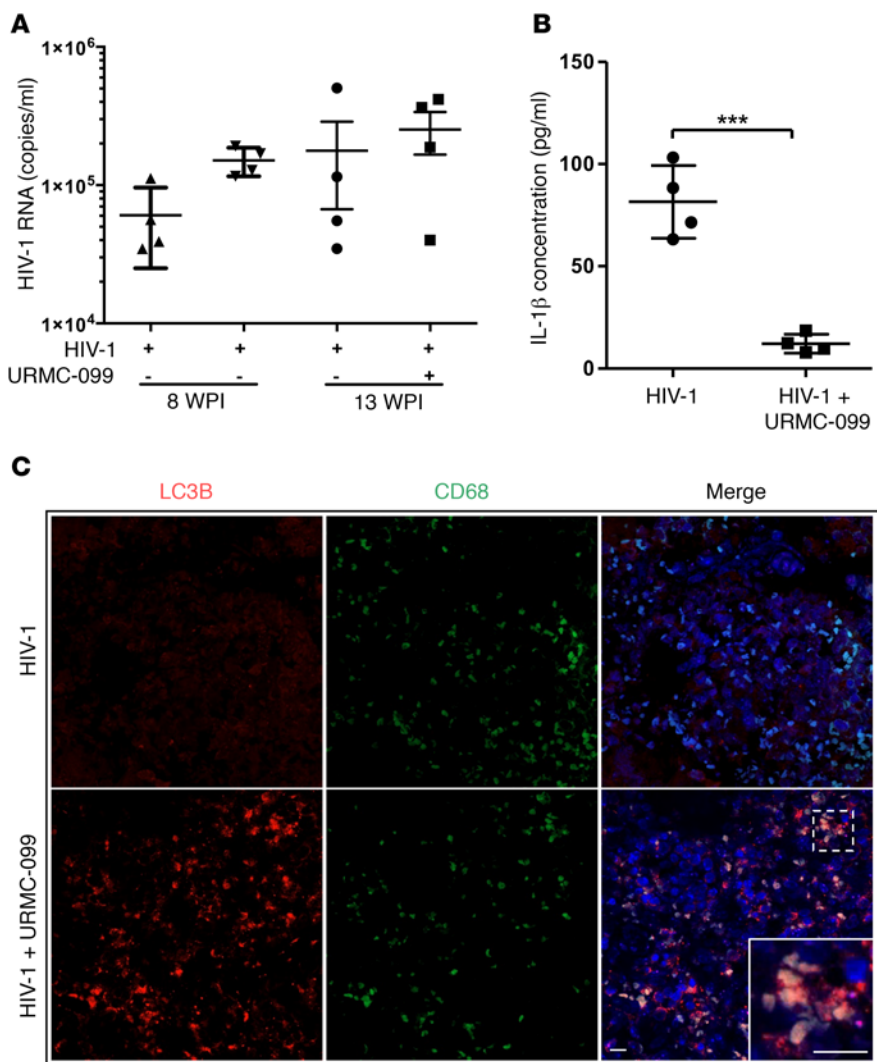 A
HIV-1 RNA (copies/ml)
1×10⁶
1×10⁵
1×10⁴
HIV-1 + + + +
URMC-099 - - - +
8 WPI 13 WPI
B
IL-1β concentration (pg/ml)
150
100
50
0
***
HIV-1 HIV-1 +
URMC-099
C
LC3B CD68 Merge
HIV-1
HIV-1 + URMC-099